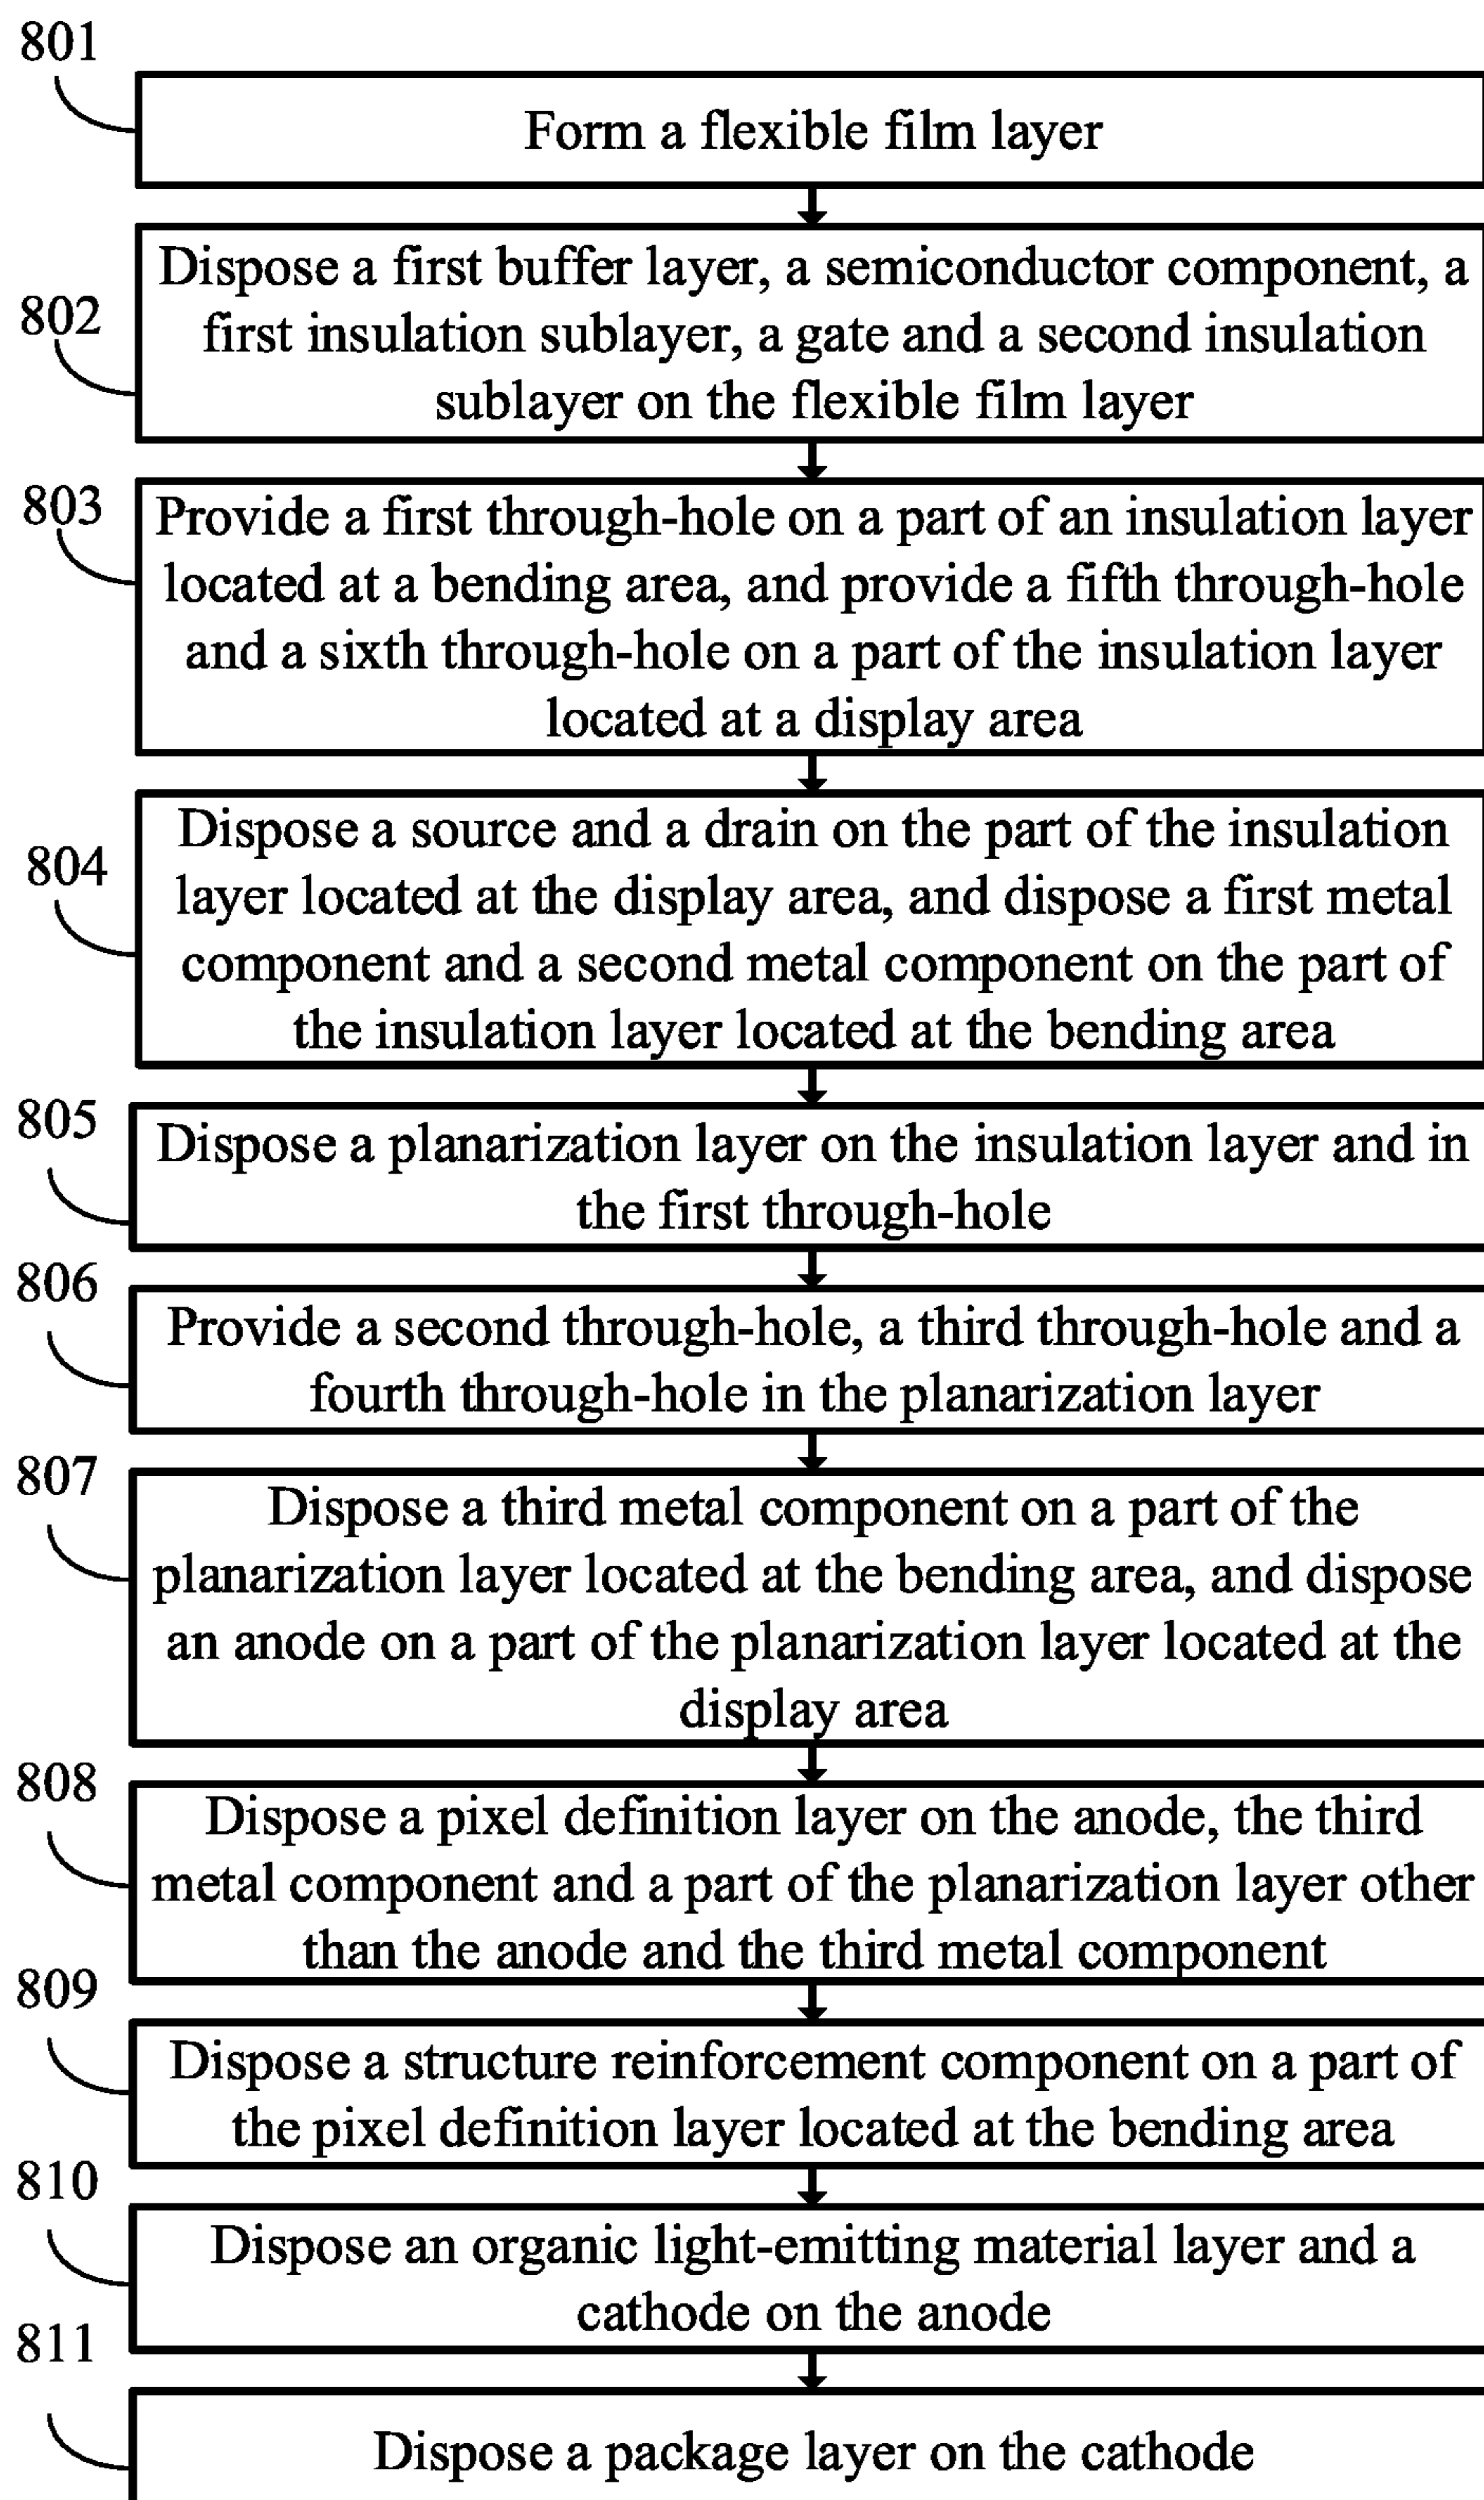 801
Form a flexible film layer
802
Dispose a first buffer layer, a semiconductor component, a
first insulation sublayer, a gate and a second insulation
sublayer on the flexible film layer
803
Provide a first through-hole on a part of an insulation layer
located at a bending area, and provide a fifth through-hole
and a sixth through-hole on a part of the insulation layer
located at a display area
804
Dispose a source and a drain on the part of the insulation
layer located at the display area, and dispose a first metal
component and a second metal component on the part of
the insulation layer located at the bending area
805
Dispose a planarization layer on the insulation layer and in
the first through-hole
806
Provide a second through-hole, a third through-hole and a
fourth through-hole in the planarization layer
807
Dispose a third metal component on a part of the
planarization layer located at the bending area, and dispose
an anode on a part of the planarization layer located at the
display area
808
Dispose a pixel definition layer on the anode, the third
metal component and a part of the planarization layer other
than the anode and the third metal component
809
Dispose a structure reinforcement component on a part of
the pixel definition layer located at the bending area
810
Dispose an organic light-emitting material layer and a
cathode on the anode
811
Dispose a package layer on the cathode